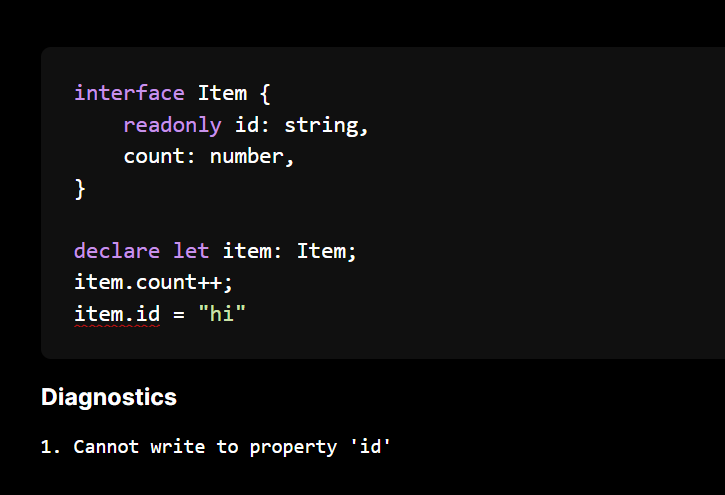 interface Item {
    readonly id: string,
    count: number,
}

declare let item: Item;
item.count++;
item.id = "hi"
Diagnostics
1. Cannot write to property 'id'